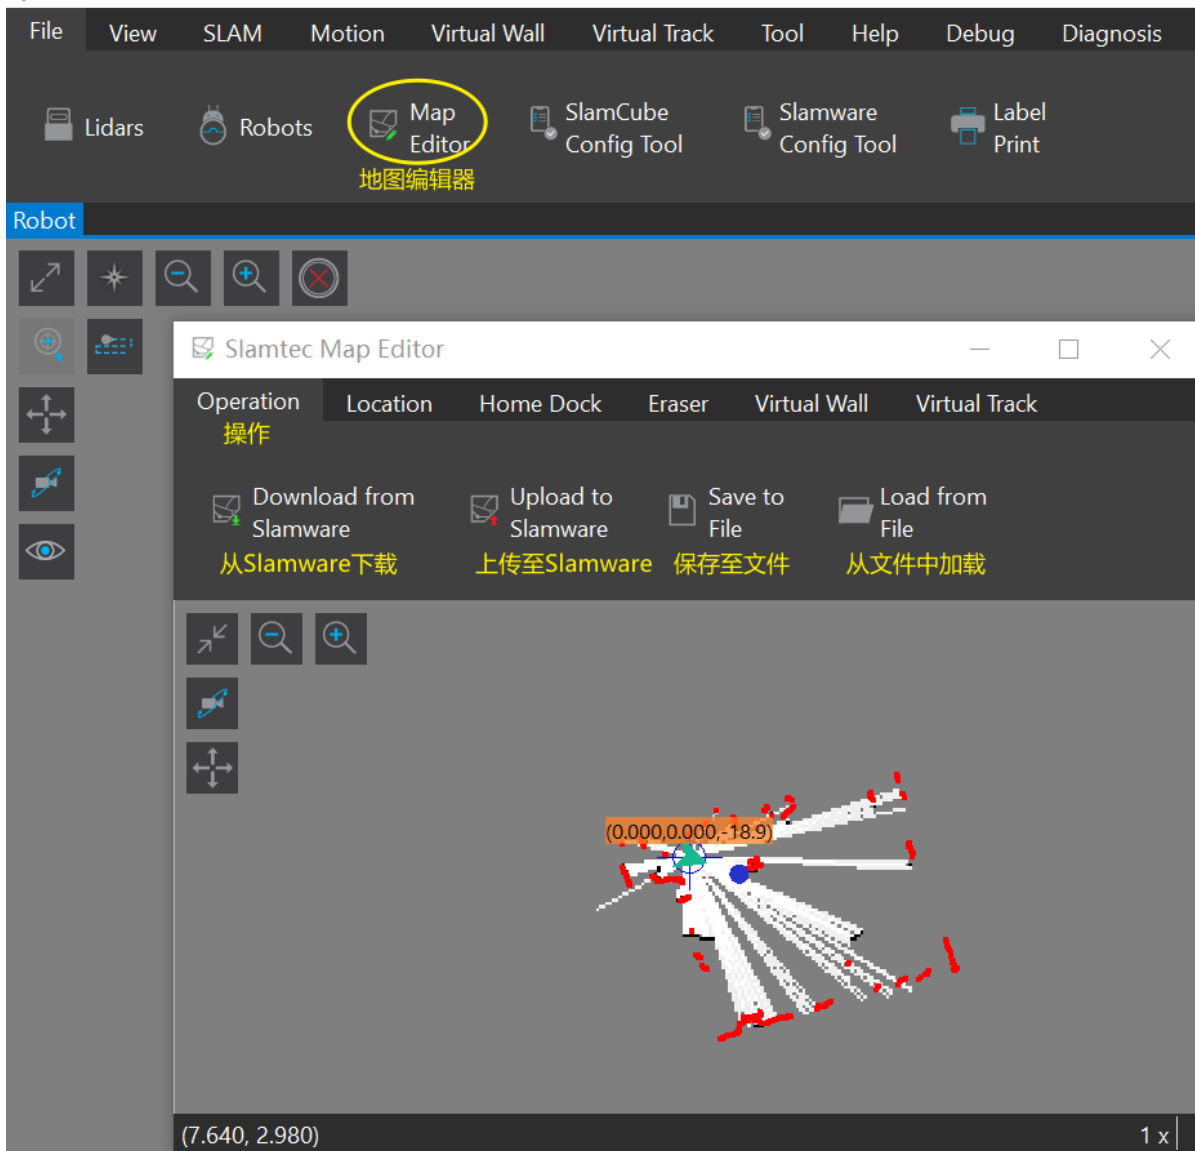 File View SLAM Motion Virtual Wall Virtual Track Tool Help Debug Diagnosis
Lidars
Robots
Map
Editor
SlamCube
Config Tool
Slamware
Config Tool
Label
Print
地图编辑器
Robot
Slamtec Map Editor
Operation Location Home Dock Eraser Virtual Wall Virtual Track
操作
Download from
Slamware
Upload to
Slamware
Save to
File
Load from
File
从Slamware下载 上传至Slamware 保存至文件 从文件中加载
(0.000,0.000,-18.9)
(7.640, 2.980) 1 x